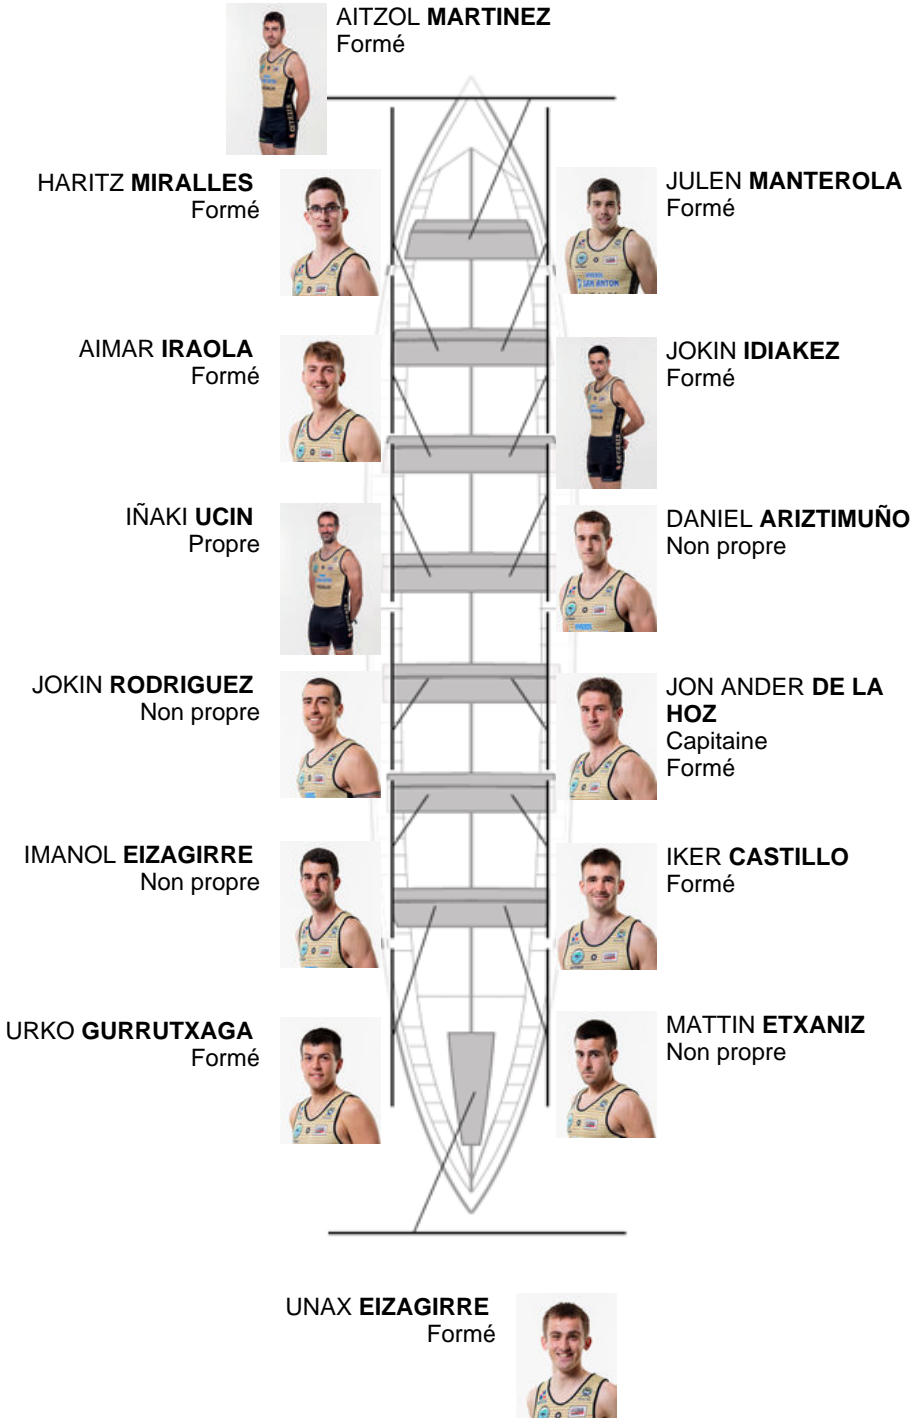 AITZOL MARTINEZ
Formé
HARITZ MIRALLES
Formé
JULEN MANTEROLA
Formé
AIMAR IRAOLA
Formé
JOKIN IDIAKEZ
Formé
IÑAKI UCIN
Propre
DANIEL ARIZTIMUÑO
Non propre
JOKIN RODRIGUEZ
Non propre
JON ANDER DE LA
HOZ
Capitaine
Formé
IMANOL EIZAGIRRE
Non propre
IKER CASTILLO
Formé
URKO GURRUTXAGA
Formé
MATTIN ETXANIZ
Non propre
UNAX EIZAGIRRE
Formé
SAN ANTON